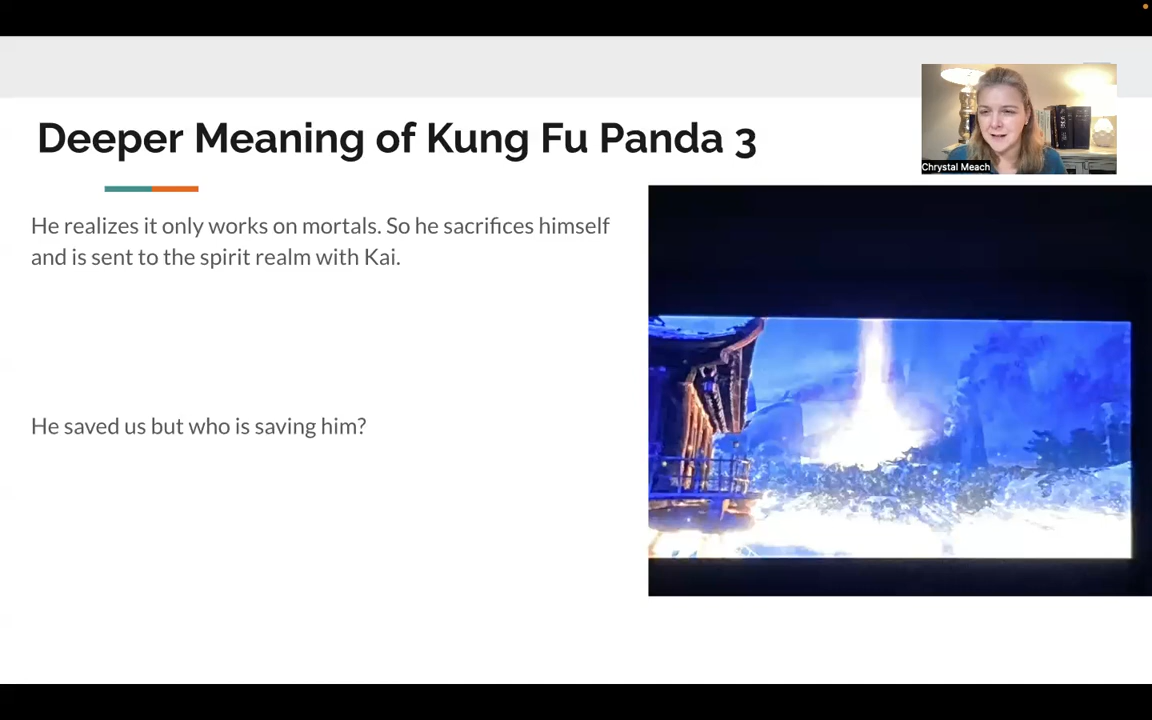 Deeper Meaning of Kung Fu Panda 3
Chrystal Meach
He realizes it only works on mortals. So he sacrifices himself
and is sent to the spirit realm with Kai.
He saved us but who is saving him?